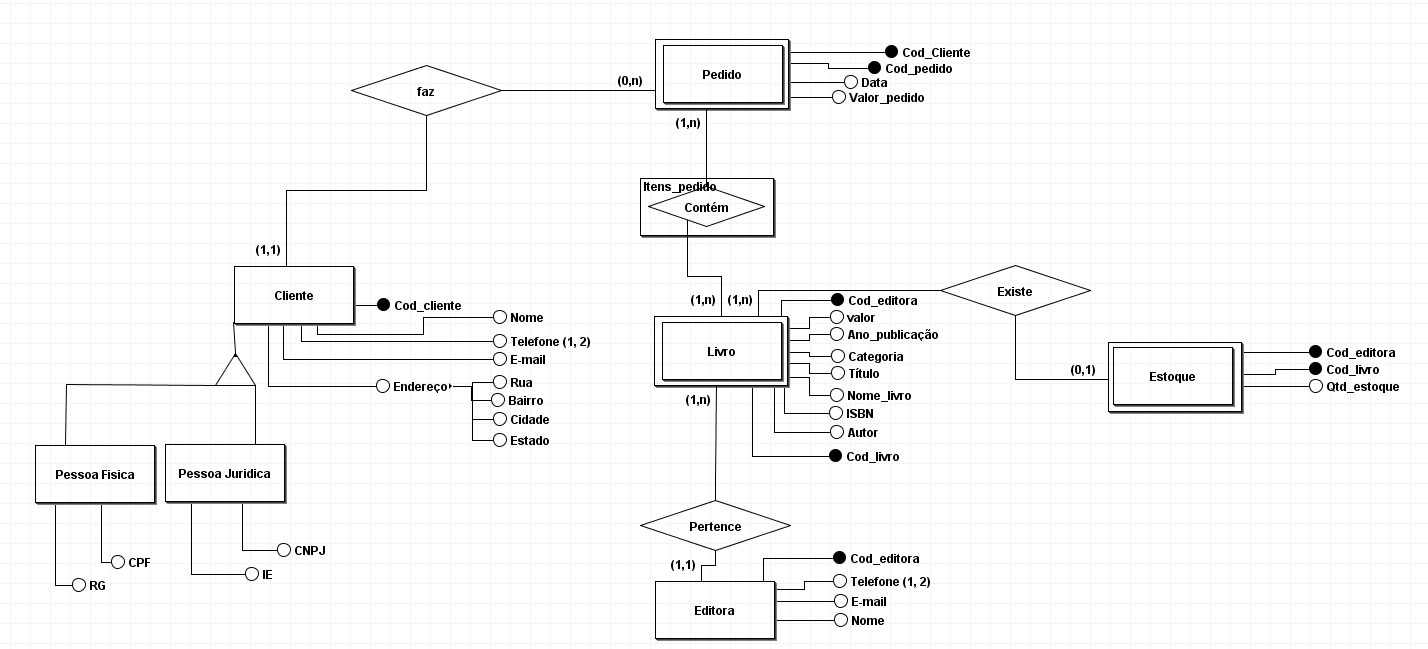 Pedido
Cod_Cliente
Cod_pedido
Data
Valor_pedido
faz
(0,n)
(1,n)
Itens_pedido
Contém
(1,1)
Cliente
Cod_cliente
Nome
Telefone (1, 2)
E-mail
Endereço
Rua
Bairro
Cidade
Estado
(1,n)
(1,n)
Livro
Cod_editora
valor
Ano_publicação
Categoria
Título
Nome_livro
ISBN
Autor
Cod_livro
Existe
(0,1)
Estoque
Cod_editora
Cod_livro
Qtd_estoque
Pessoa Fisica
Pessoa Juridica
CPF
RG
CNPJ
IE
(1,n)
Pertence
(1,1)
Editora
Cod_editora
Telefone (1, 2)
E-mail
Nome